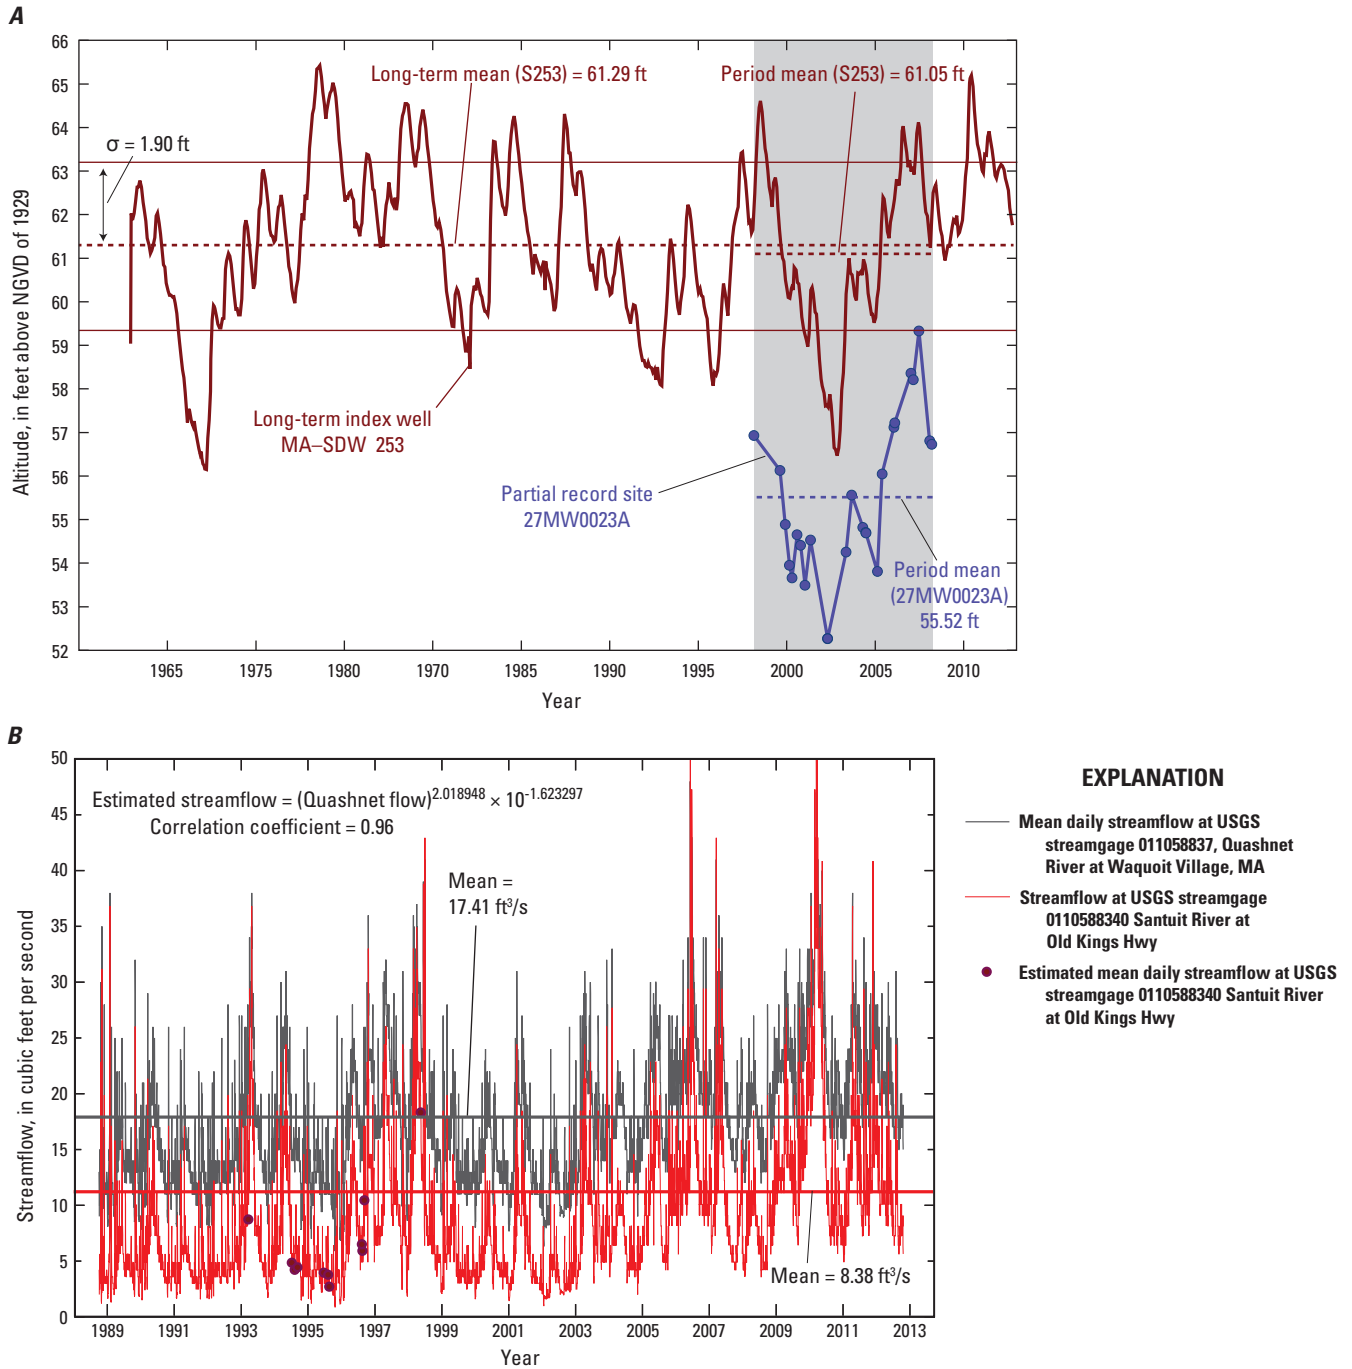 A
66
65
64
63
62
61
60
59
58
57
56
55
54
53
52
Altitude, in feet above NGVD of 1929
Long-term mean (S253) = 61.29 ft
Period mean (S253) = 61.05 ft
σ = 1.90 ft
Long-term index well
MA–SDW 253
Partial record site
27MW0023A
Period mean
(27MW0023A)
55.52 ft
1965 1975 1980 1970 1985 1990 1995 2000 2005 2010
Year
B
50
45
40
35
30
25
20
15
10
5
0
Streamflow, in cubic feet per second
Estimated streamflow = (Quashnet flow)^2.018948 × 10^-1.623297
Correlation coefficient = 0.96
Mean =
17.41 ft³/s
Mean = 8.38 ft³/s
1989 1991 1993 1995 1997 1999 2001 2003 2005 2007 2009 2011 2013
Year
EXPLANATION
Mean daily streamflow at USGS
streamgage 011058837, Quashnet
River at Waquoit Village, MA
Streamflow at USGS streamgage
0110588340 Santuit River at
Old Kings Hwy
Estimated mean daily streamflow at USGS
streamgage 0110588340 Santuit River
at Old Kings Hwy